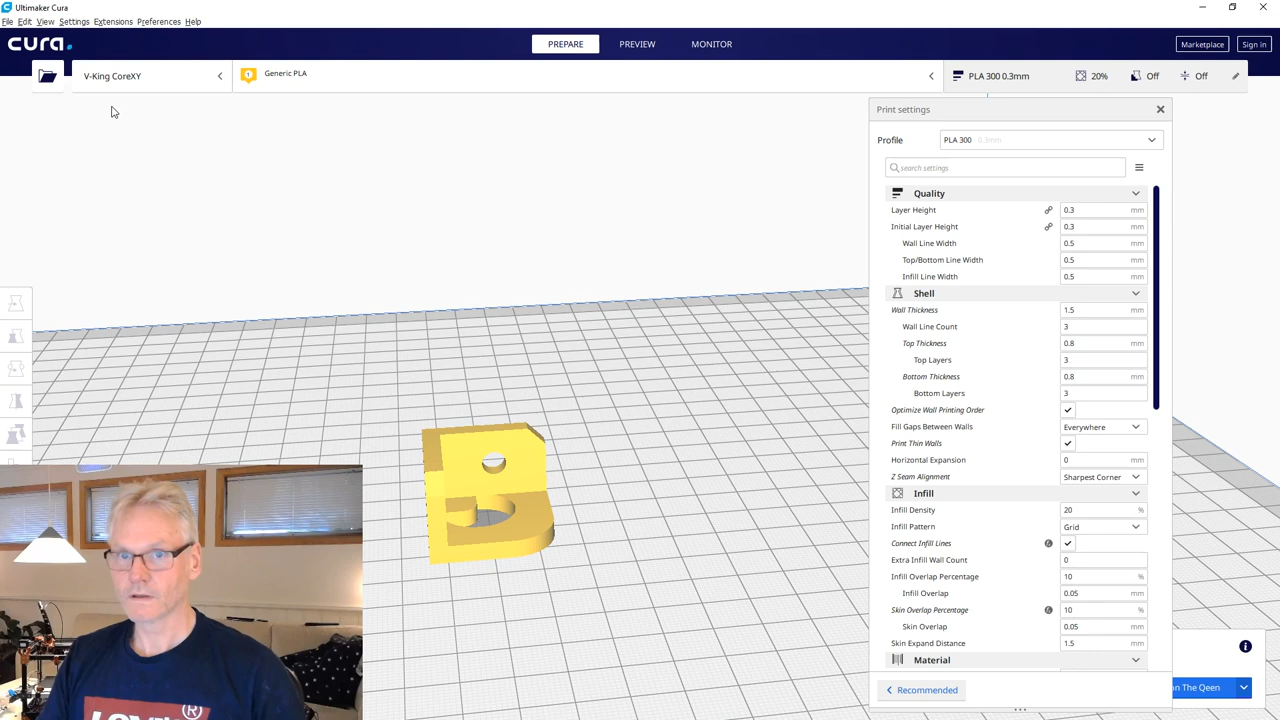 Ultimaker Cura
File Edit View Settings Extensions Preferences Help
cura.
PREPARE PREVIEW MONITOR
Marketplace Sign in
V-King CoreXY
1 Generic PLA
PLA 300 0.3mm 20% Off Off
Print settings
Profile PLA 300 0.3mm
search settings
Quality
Layer Height 0.3 mm
Initial Layer Height 0.3 mm
Wall Line Width 0.5 mm
Top/Bottom Line Width 0.5 mm
Infill Line Width 0.5 mm
Shell
Wall Thickness 1.5 mm
Wall Line Count 3
Top Thickness 0.8 mm
Top Layers 3
Bottom Thickness 0.8 mm
Bottom Layers 3
Optimize Wall Printing Order
Fill Gaps Between Walls Everywhere
Print Thin Walls
Horizontal Expansion 0 mm
Z Seam Alignment Sharpest Corner
Infill
Infill Density 20 %
Infill Pattern Grid
Connect Infill Lines
Extra Infill Wall Count 0
Infill Overlap Percentage 10 %
Infill Overlap 0.05 mm
Skin Overlap Percentage 10 %
Skin Overlap 0.05 mm
Skin Expand Distance 1.5 mm
Material
Recommended
on The Qeen